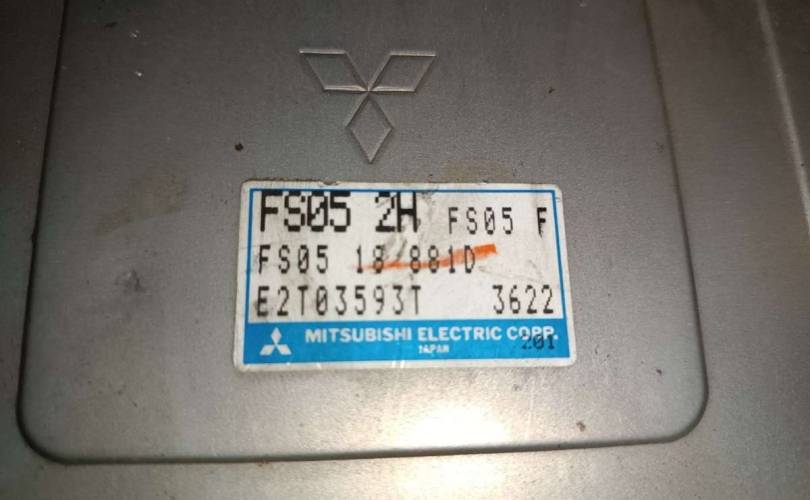 FS05 2H FS05 F
FS05 18 881D
E2T03593T 3622
MITSUBISHI ELECTRIC CORP.
JAPAN 201